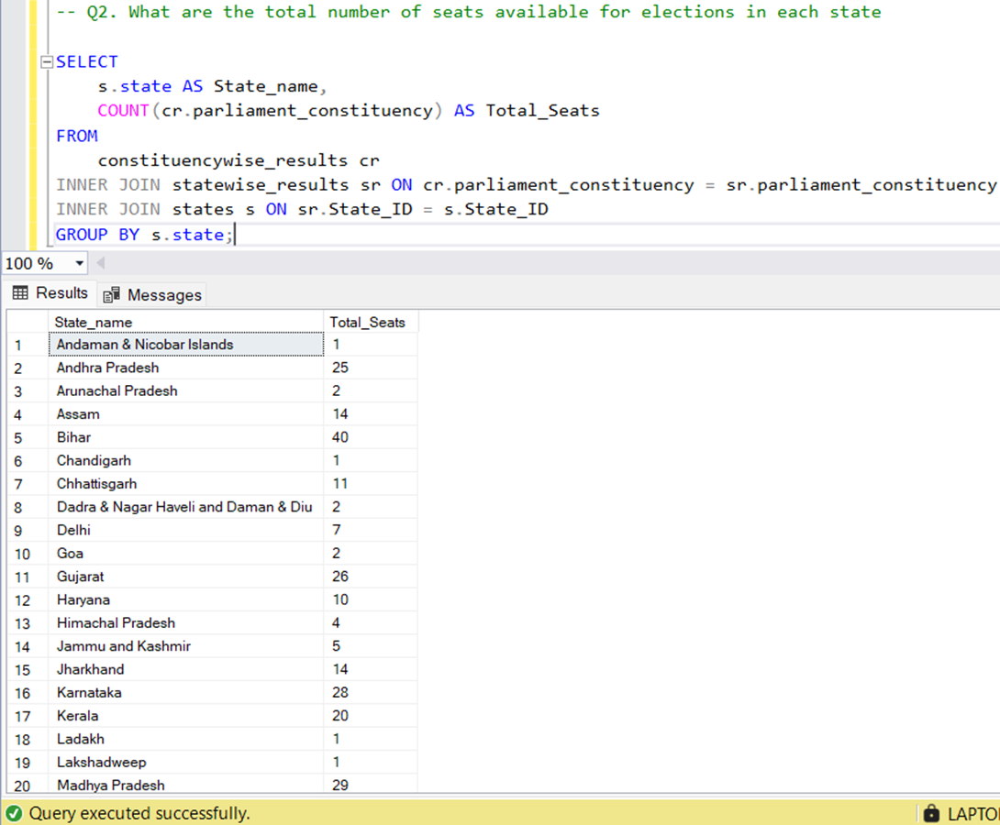 -- Q2. What are the total number of seats available for elections in each state
SELECT
s.state AS State_name,
COUNT(cr.parliament_constituency) AS Total_Seats
FROM
constituencywise_results cr
INNER JOIN statewise_results sr ON cr.parliament_constituency = sr.parliament_constituency
INNER JOIN states s ON sr.State_ID = s.State_ID
GROUP BY s.state;
100 %
Results Messages
State_name Total_Seats
1 Andaman & Nicobar Islands 1
2 Andhra Pradesh 25
3 Arunachal Pradesh 2
4 Assam 14
5 Bihar 40
6 Chandigarh 1
7 Chhattisgarh 11
8 Dadra & Nagar Haveli and Daman & Diu 2
9 Delhi 7
10 Goa 2
11 Gujarat 26
12 Haryana 10
13 Himachal Pradesh 4
14 Jammu and Kashmir 5
15 Jharkhand 14
16 Karnataka 28
17 Kerala 20
18 Ladakh 1
19 Lakshadweep 1
20 Madhya Pradesh 29
Query executed successfully. LAPTO